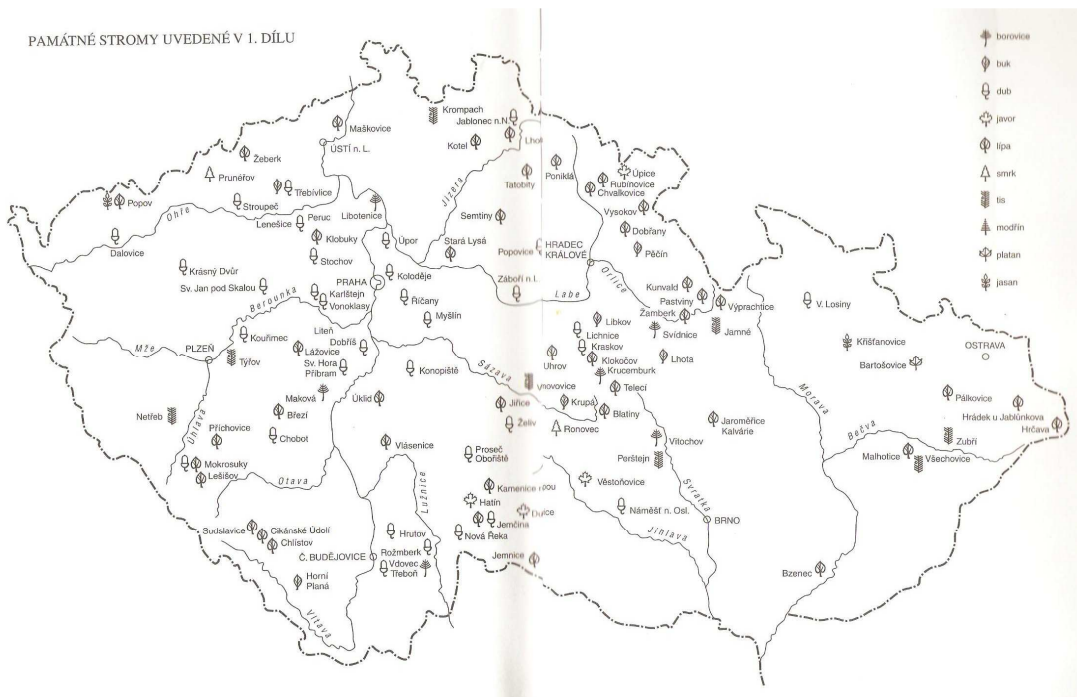 PAMÁTNÉ STROMY UVEDENÉ V 1. DÍLU
borovice
buk
dub
javor
lípa
smrk
tis
modřín
platan
jasan
Krompach
Jablonec n.N.
Maškovice
ÚSTÍ n. L.
Kotel
Žeberk
Poniklá
Úpice
Rubínovice
Chvalkovice
Prunéřov
Třebívlice
Tatobity
Jizera
Popov
Stroupeč
Libotenice
Semtiny
Vysokov
Ohře
Lenešice
Peruc
Dobřany
Dalovice
Klobuky
Úpor
Stará Lysá
Popovice
HRADEC
KRÁLOVÉ
Pěčín
Stochov
Krásný Dvůr
Koloděje
Orlice
PRAHA
Záboří n.L.
Labe
Kunvald
Sv. Jan pod Skalou
Karlštejn
Říčany
Pastviny
Výprachtice
V. Losiny
Berounka
Vonoklasy
Žamberk
Myšlín
Libkov
Svídnice
Jamné
Liteň
Lichnice
Kouřimec
Dobříš
Kraskov
Křišťanovice
OSTRAVA
Mže
PLZEŇ
Týřov
Lážovice
Sv. Hora
Příbram
Konopiště
Sázava
Uhrov
Klokočov
Lhota
Bartošovice
Krucemburk
Maková
Úklid
Jiřice
Krupá
Telecí
Morava
Pálkovice
Netřeb
Úhlava
Březí
Blatiny
Hrádek u Jablůnkova
Želiv
Ronovec
Jaroměřice
Kalvárie
Hrčava
Příchovice
Chobot
Vlásenice
Vítochov
Bečva
Zubří
Proseč
Obořiště
Malhotice
Všechovice
Mokrosuky
Perštejn
Lešišov
Otava
Lužnice
Věstoňovice
Svratka
Kamenice
Hatín
Náměšť n. Osl.
Jemčina
BRNO
Sudslavice
Cikánské Údolí
Hrutov
Nová Řeka
Jihlava
Chlístov
Rožmberk
Č. BUDĚJOVICE
Vdovec
Třeboň
Jemnice
Bzenec
Horní
Planá
Vltava